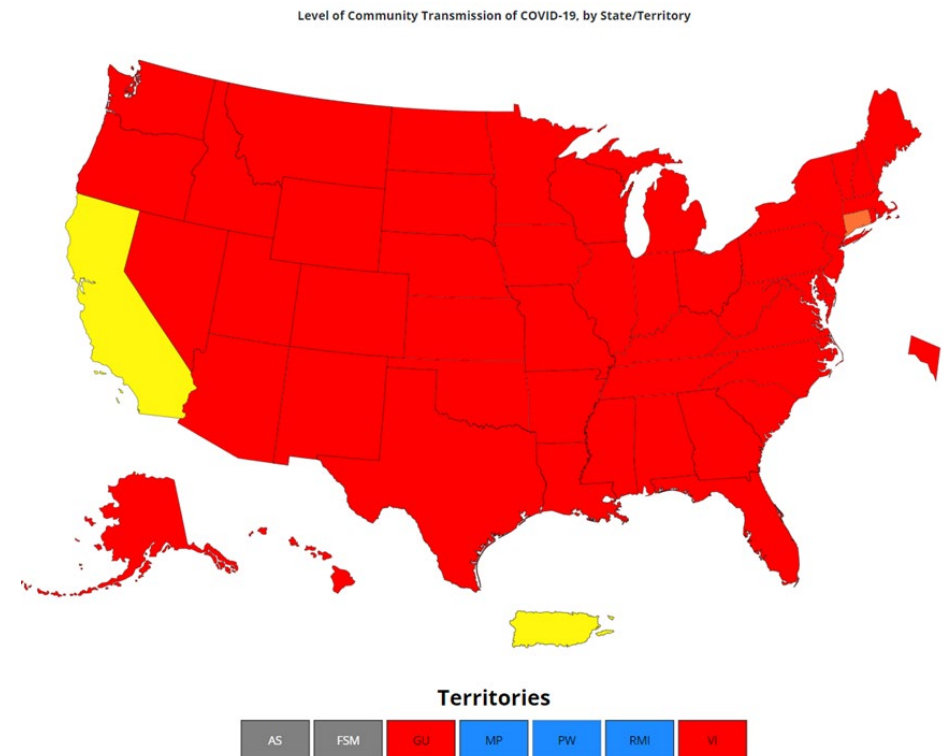 Level of Community Transmission of COVID-19, by State/Territory
Territories
AS FSM GU MP PW RMI VI